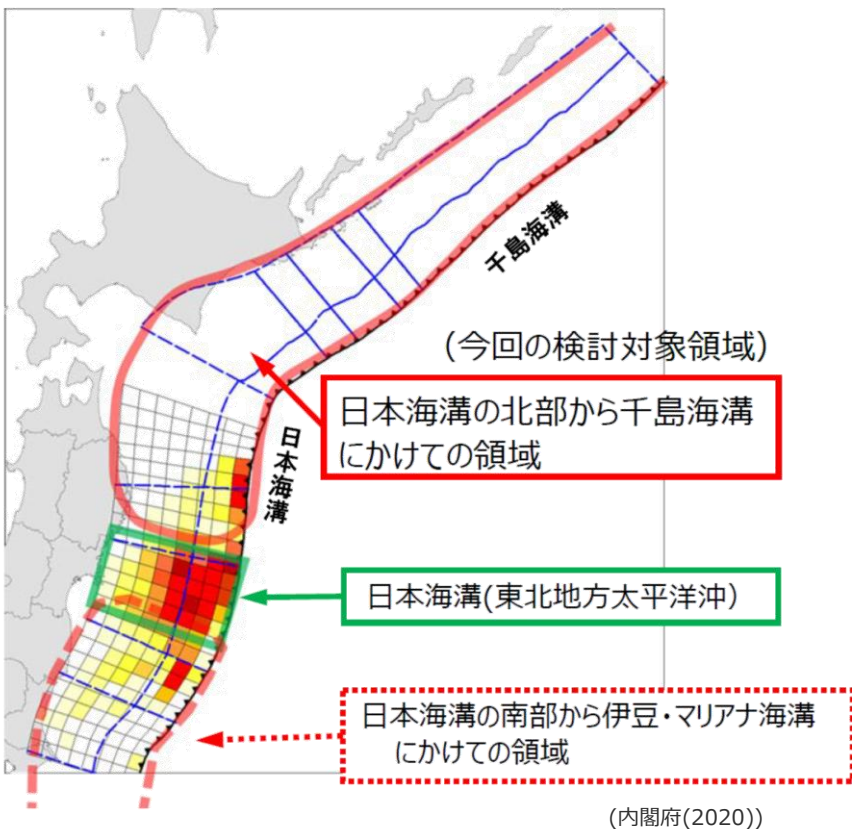 千島海溝
(今回の検討対象領域)
日本海溝の北部から千島海溝
にかけての領域
日本海溝
日本海溝(東北地方太平洋沖)
日本海溝の南部から伊豆・マリアナ海溝
にかけての領域
(内閣府(2020))